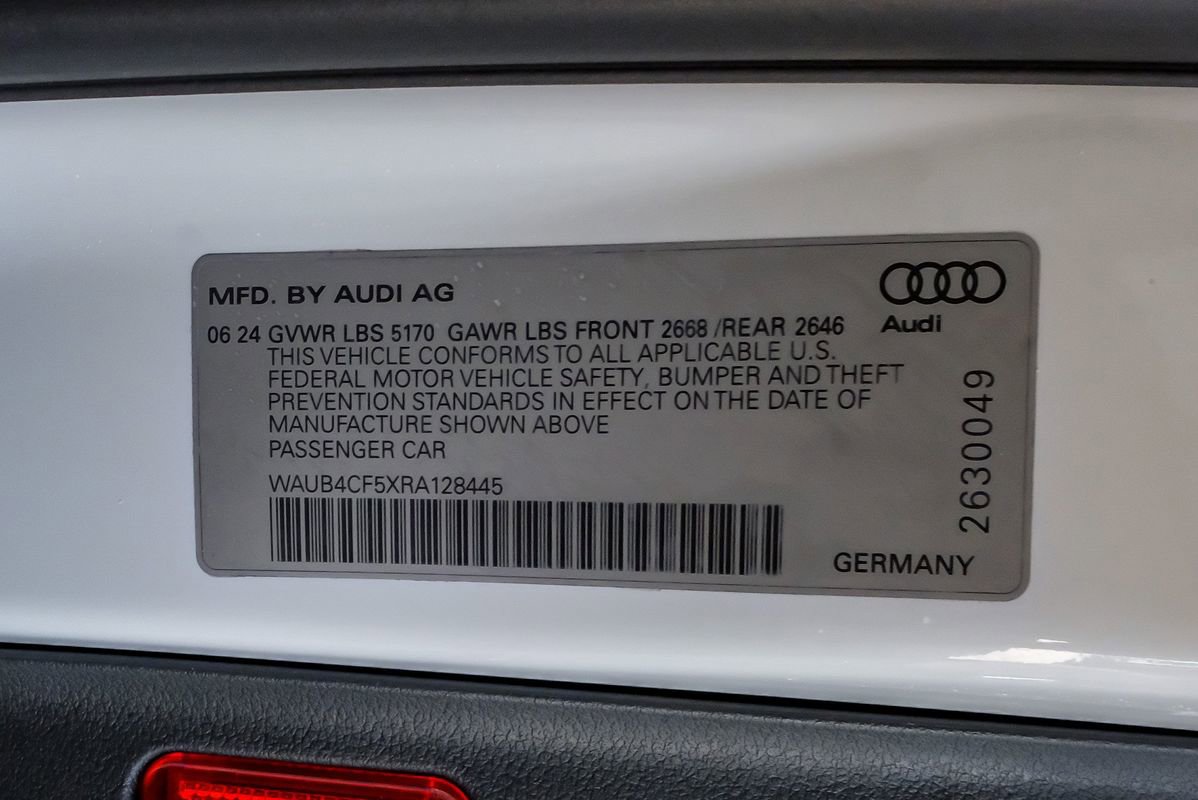 MFD. BY AUDI AG
Audi
06 24 GVWR LBS 5170 GAWR LBS FRONT 2668 /REAR 2646
THIS VEHICLE CONFORMS TO ALL APPLICABLE U.S.
FEDERAL MOTOR VEHICLE SAFETY, BUMPER AND THEFT
PREVENTION STANDARDS IN EFFECT ON THE DATE OF
MANUFACTURE SHOWN ABOVE
PASSENGER CAR
WAUB4CF5XRA128445
2630049
GERMANY